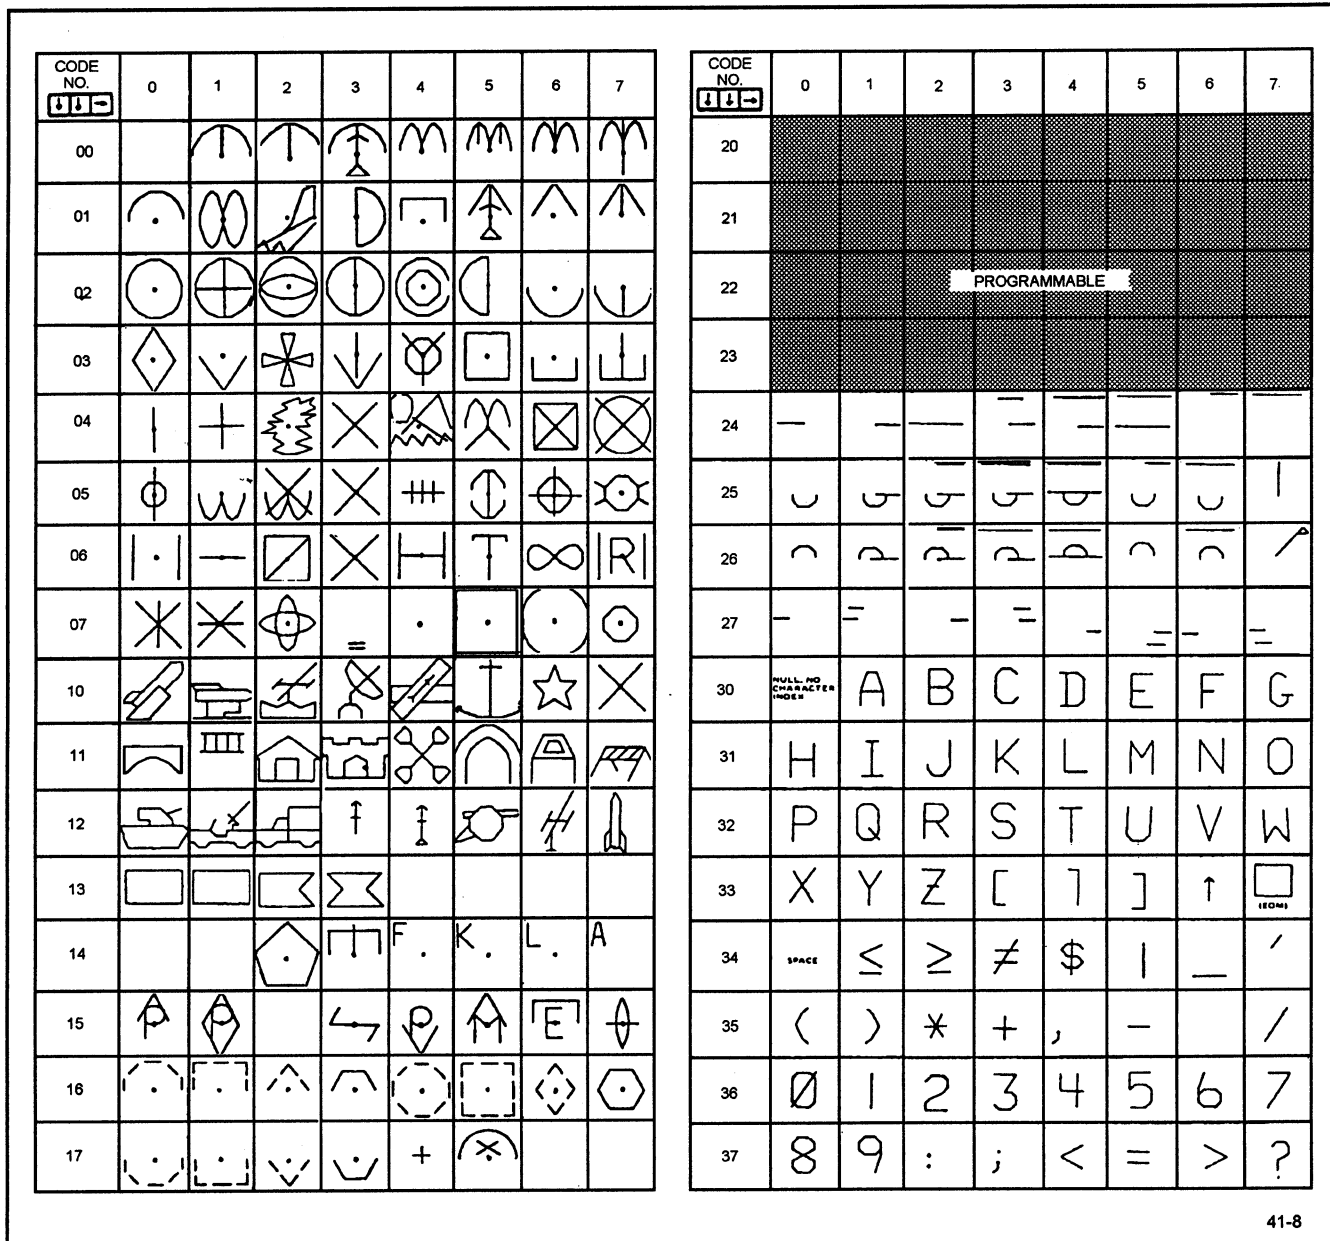 CODE NO. 0 1 2 3 4 5 6 7
00
01
02
03
04
05
06 R
07
10
11
12
13
14 F K L A
15 P P P A E
16
17
CODE NO. 0 1 2 3 4 5 6 7.
20
21
22
PROGRAMMABLE
23
24
25
26
27
30 NULL. NO CHARACTER INDEX A B C D E F G
31 H I J K L M N O
32 P Q R S T U V W
33 X Y Z [ ] ] ↑ (EOM)
34 SPACE ≤ ≥ ≠ $ | _ '
35 ( ) * + , − /
36 0 1 2 3 4 5 6 7
37 8 9 : ; < = > ?
41-8